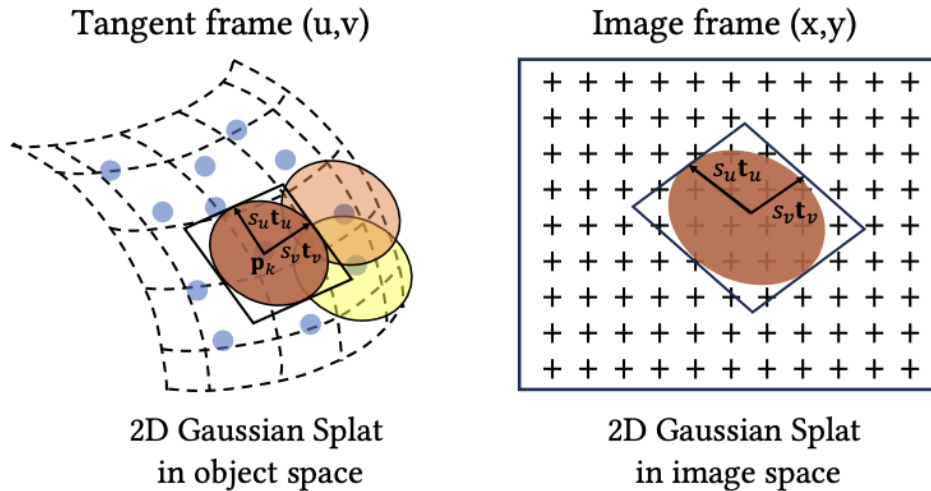 Tangent frame (u,v)
Image frame (x,y)
s_u t_u
p_k s_v t_v
s_u t_u
s_v t_v
2D Gaussian Splat
in object space
2D Gaussian Splat
in image space